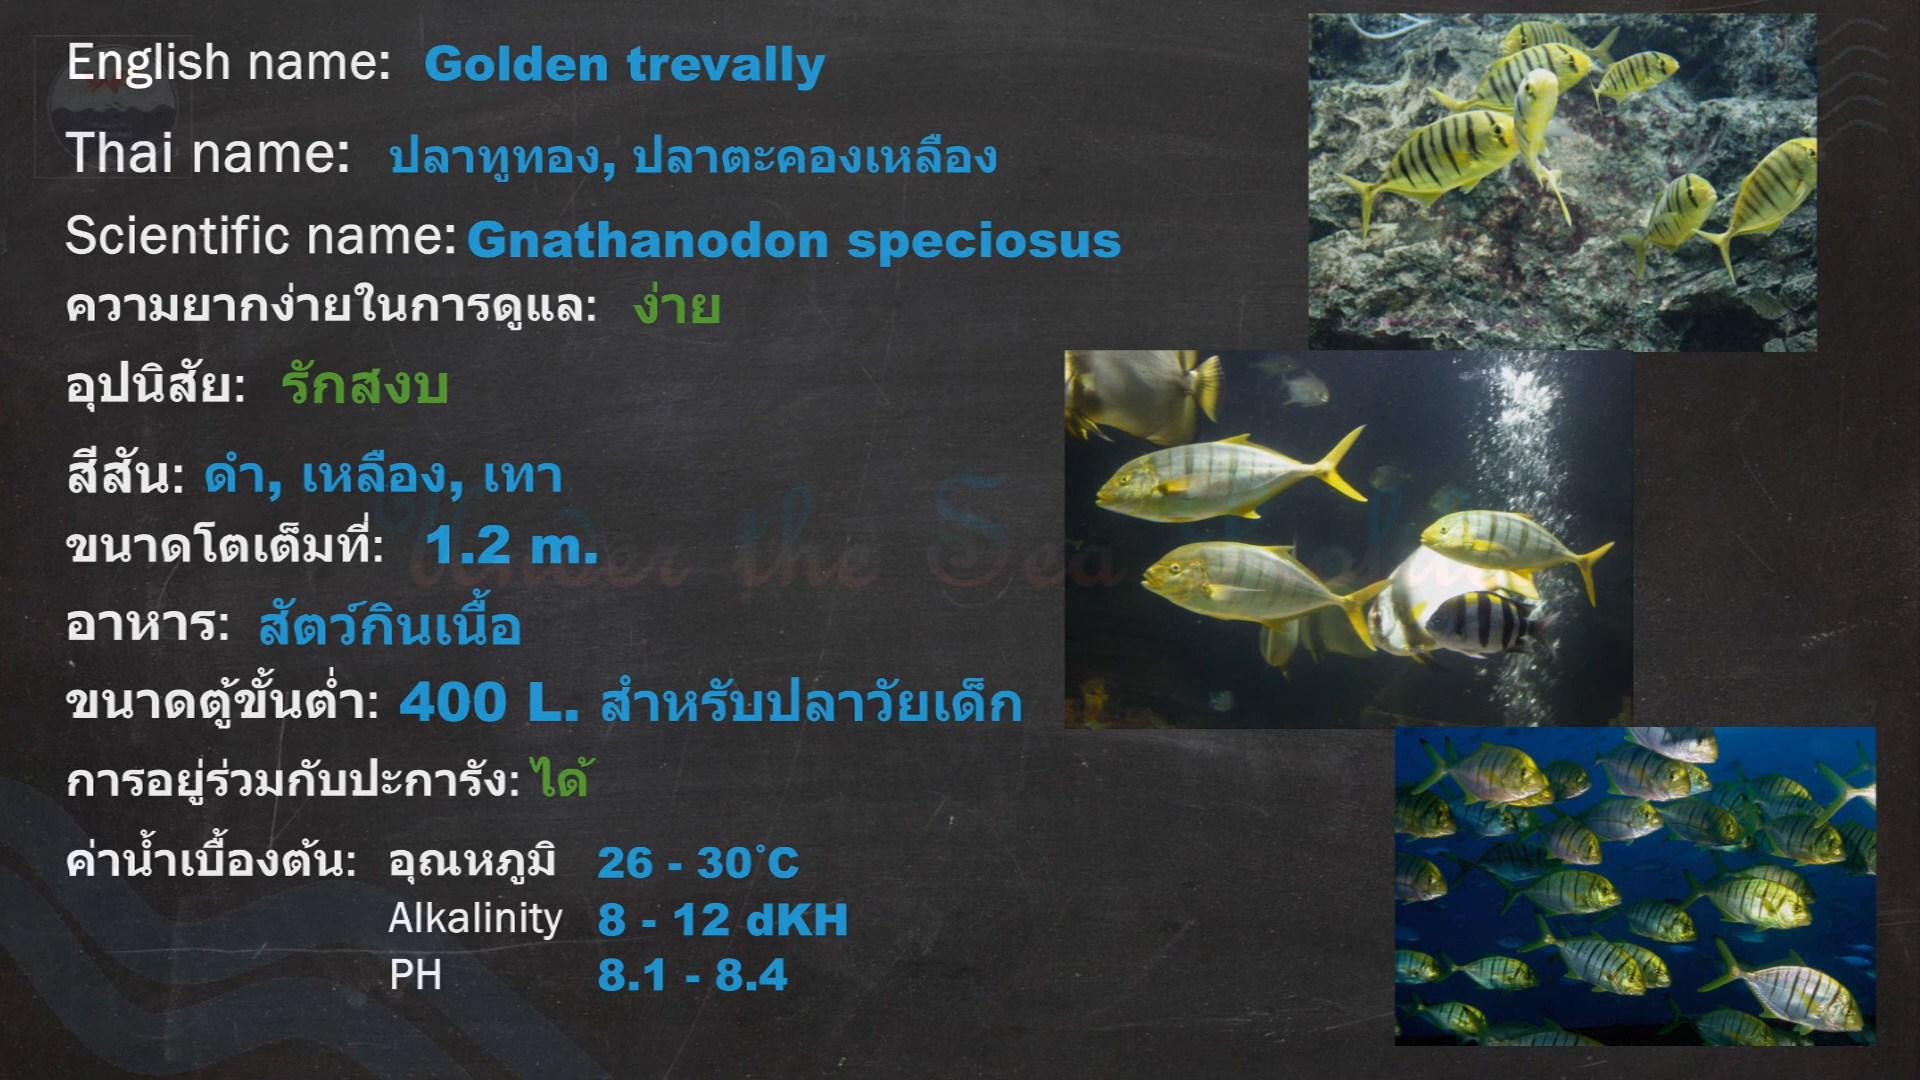 English name: Golden trevally
Thai name: ปลาทูทอง, ปลาตะคองเหลือง
Scientific name: Gnathanodon speciosus
ความยากง่ายในการดูแล: ง่าย
อุปนิสัย: รักสงบ
สีสัน: ดำ, เหลือง, เทา
ขนาดโตเต็มที่: 1.2 m.
อาหาร: สัตว์กินเนื้อ
ขนาดตู้ขั้นต่ำ: 400 L. สำหรับปลาวัยเด็ก
การอยู่ร่วมกับปะการัง: ได้
ค่าน้ำเบื้องต้น: อุณหภูมิ 26 - 30°C
Alkalinity 8 - 12 dKH
PH 8.1 - 8.4